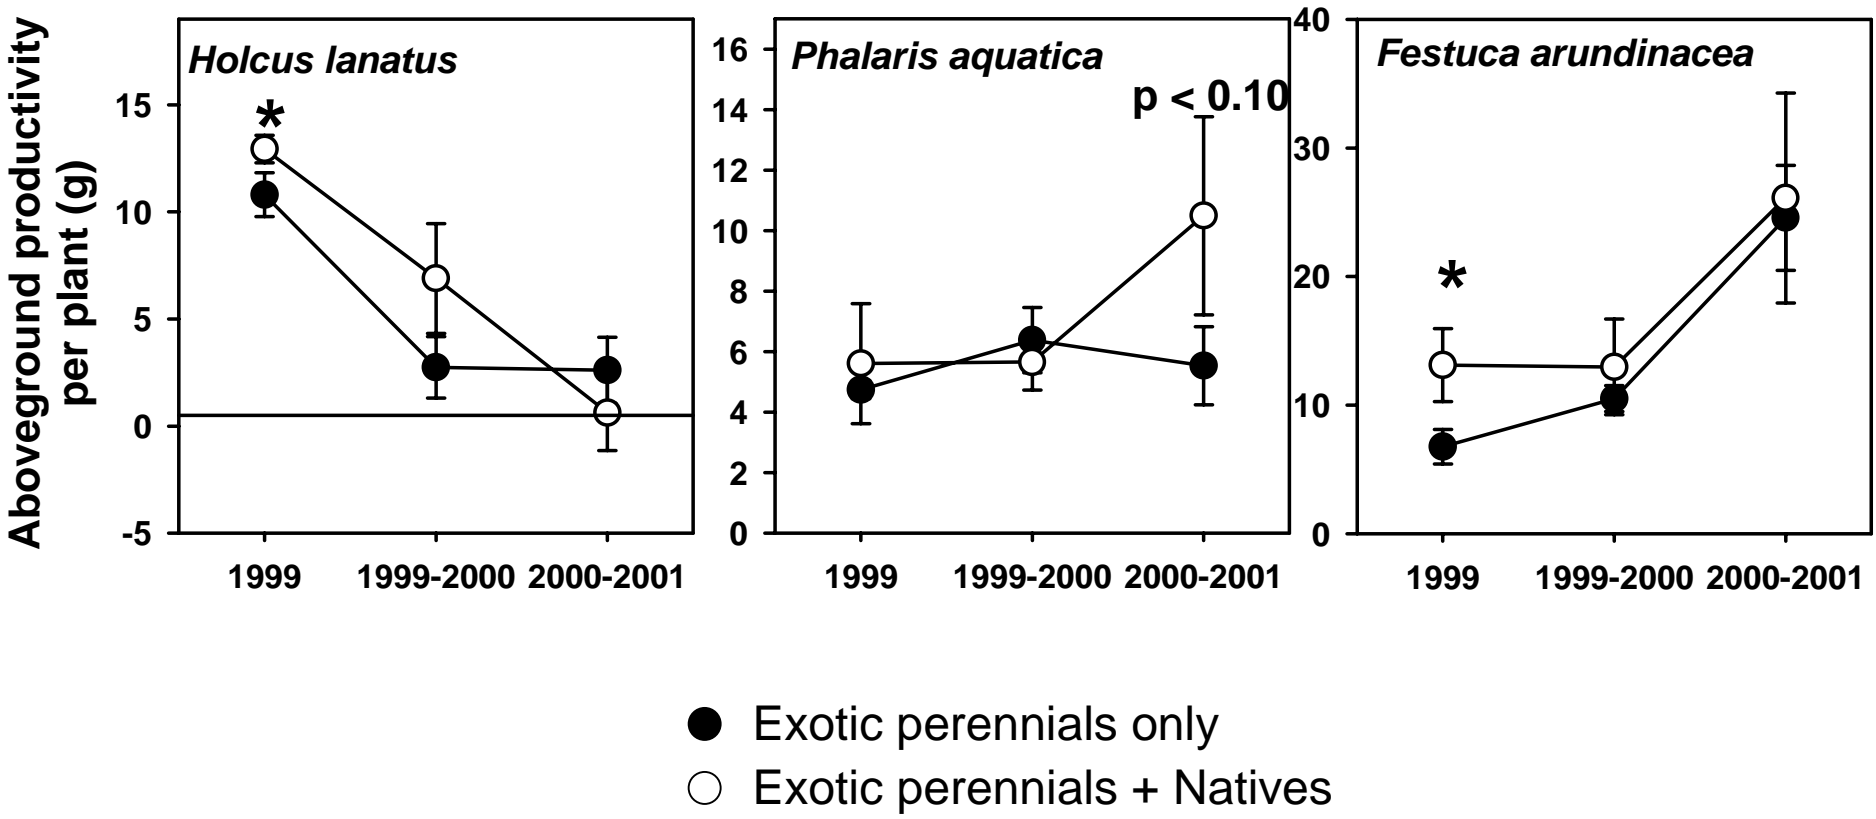 Aboveground productivity
per plant (g)
Holcus lanatus
*
15
10
5
0
-5
1999 1999-2000 2000-2001
Phalaris aquatica
p < 0.10
16
14
12
10
8
6
4
2
0
1999 1999-2000 2000-2001
Festuca arundinacea
*
40
30
20
10
0
1999 1999-2000 2000-2001
Exotic perennials only
Exotic perennials + Natives